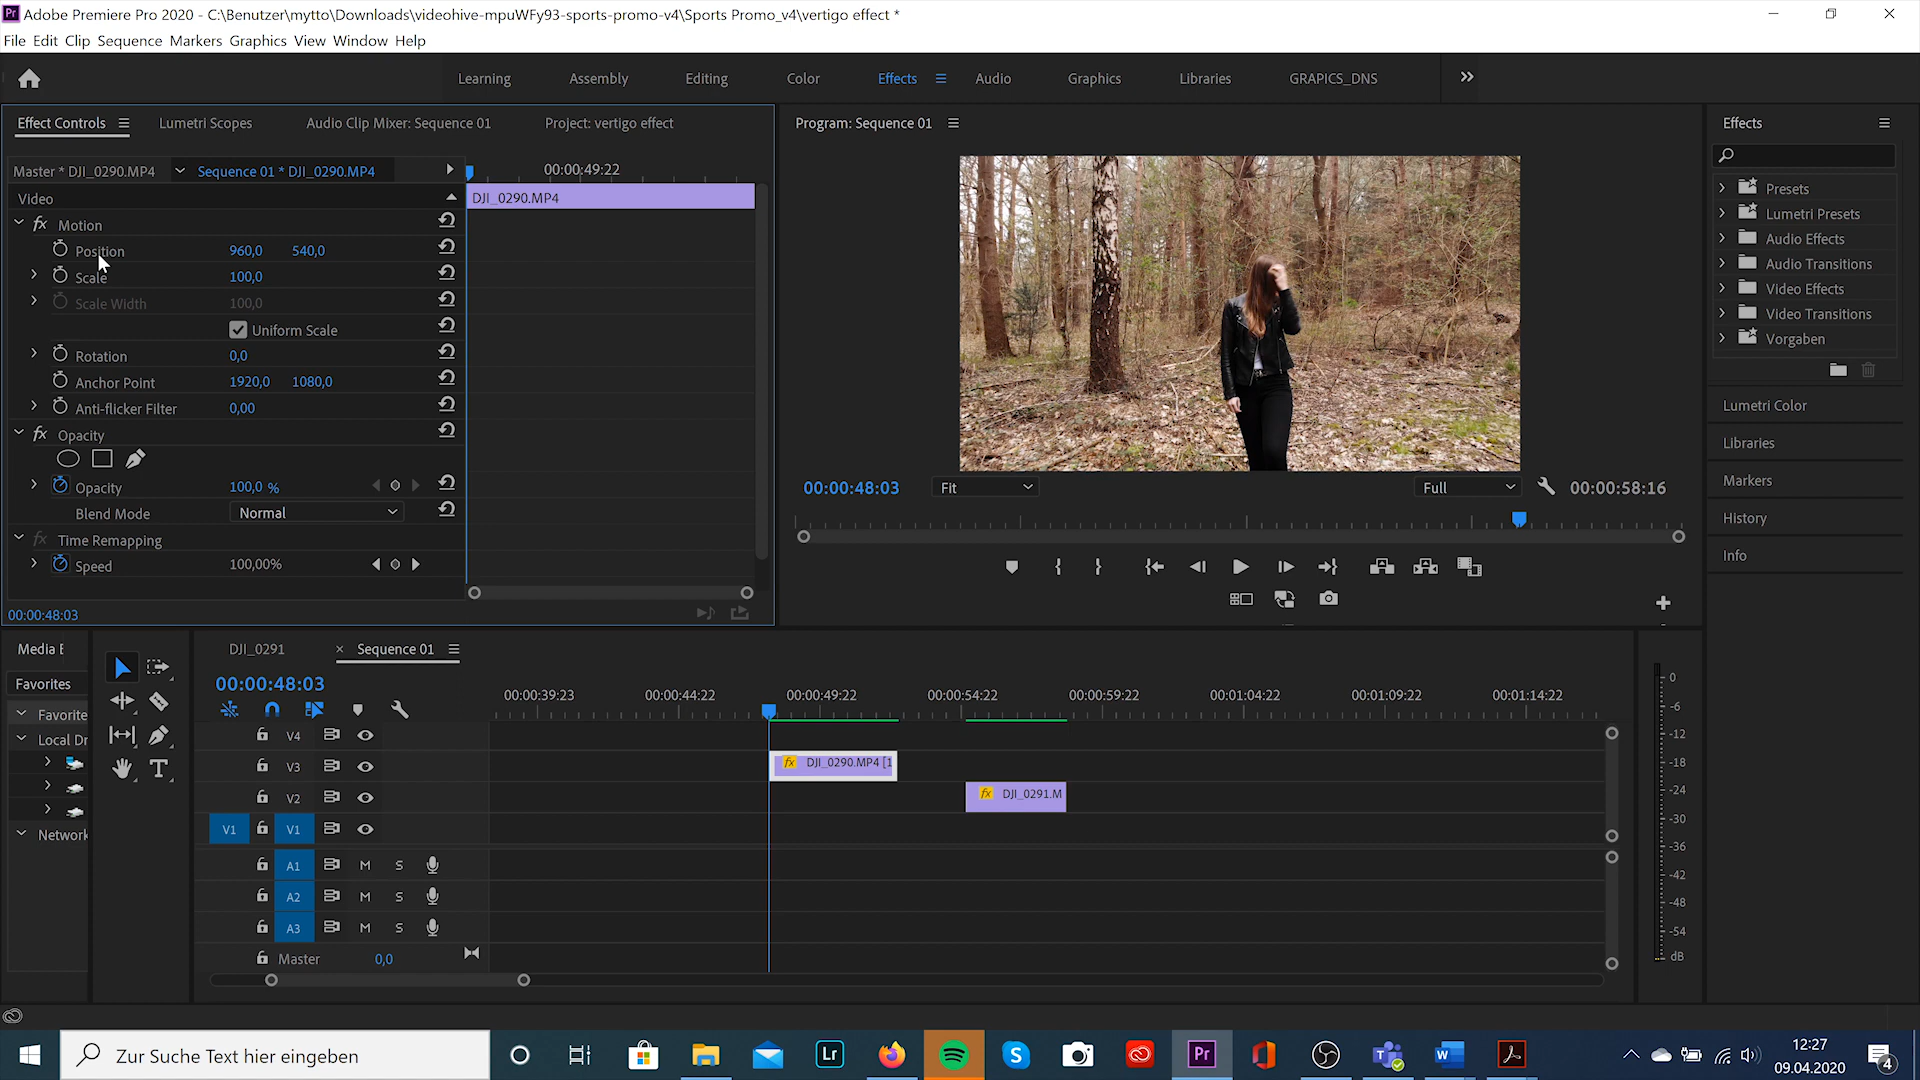 Adobe Premiere Pro 2020 - C:\Benutzer\mytto\Downloads\videohive-mpuWFy93-sports-promo-v4\Sports Promo_v4\vertigo effect *
File Edit Clip Sequence Markers Graphics View Window Help
Learning Assembly Editing Color Effects Audio Graphics Libraries GRAPICS_DNS
Effect Controls Lumetri Scopes Audio Clip Mixer: Sequence 01 Project: vertigo effect
Master * DJI_0290.MP4 Sequence 01 * DJI_0290.MP4 00:00:49:22
Video DJI_0290.MP4
fx Motion
Position 960,0 540,0
Scale 100,0
Scale Width 100,0
Uniform Scale
Rotation 0,0
Anchor Point 1920,0 1080,0
Anti-flicker Filter 0,00
fx Opacity
Opacity 100,0 %
Blend Mode Normal
fx Time Remapping
Speed 100,00%
00:00:48:03
Program: Sequence 01
00:00:48:03 Fit Full 00:00:58:16
Effects
Presets
Lumetri Presets
Audio Effects
Audio Transitions
Video Effects
Video Transitions
Vorgaben
Lumetri Color
Libraries
Markers
History
Info
Media E
Favorites
Favorite
Local Dr
Network
DJI_0291 Sequence 01
00:00:48:03
00:00:39:23 00:00:44:22 00:00:49:22 00:00:54:22 00:00:59:22 00:01:04:22 00:01:09:22 00:01:14:22
V4
V3 fx DJI_0290.MP4 [1
V2 fx DJI_0291.M
V1 V1
A1 M S
A2 M S
A3 M S
Master 0,0
0
-6
-12
-18
-24
-30
-36
-42
-48
-54
dB
Zur Suche Text hier eingeben
Lr
Pr
12:27
09.04.2020
4